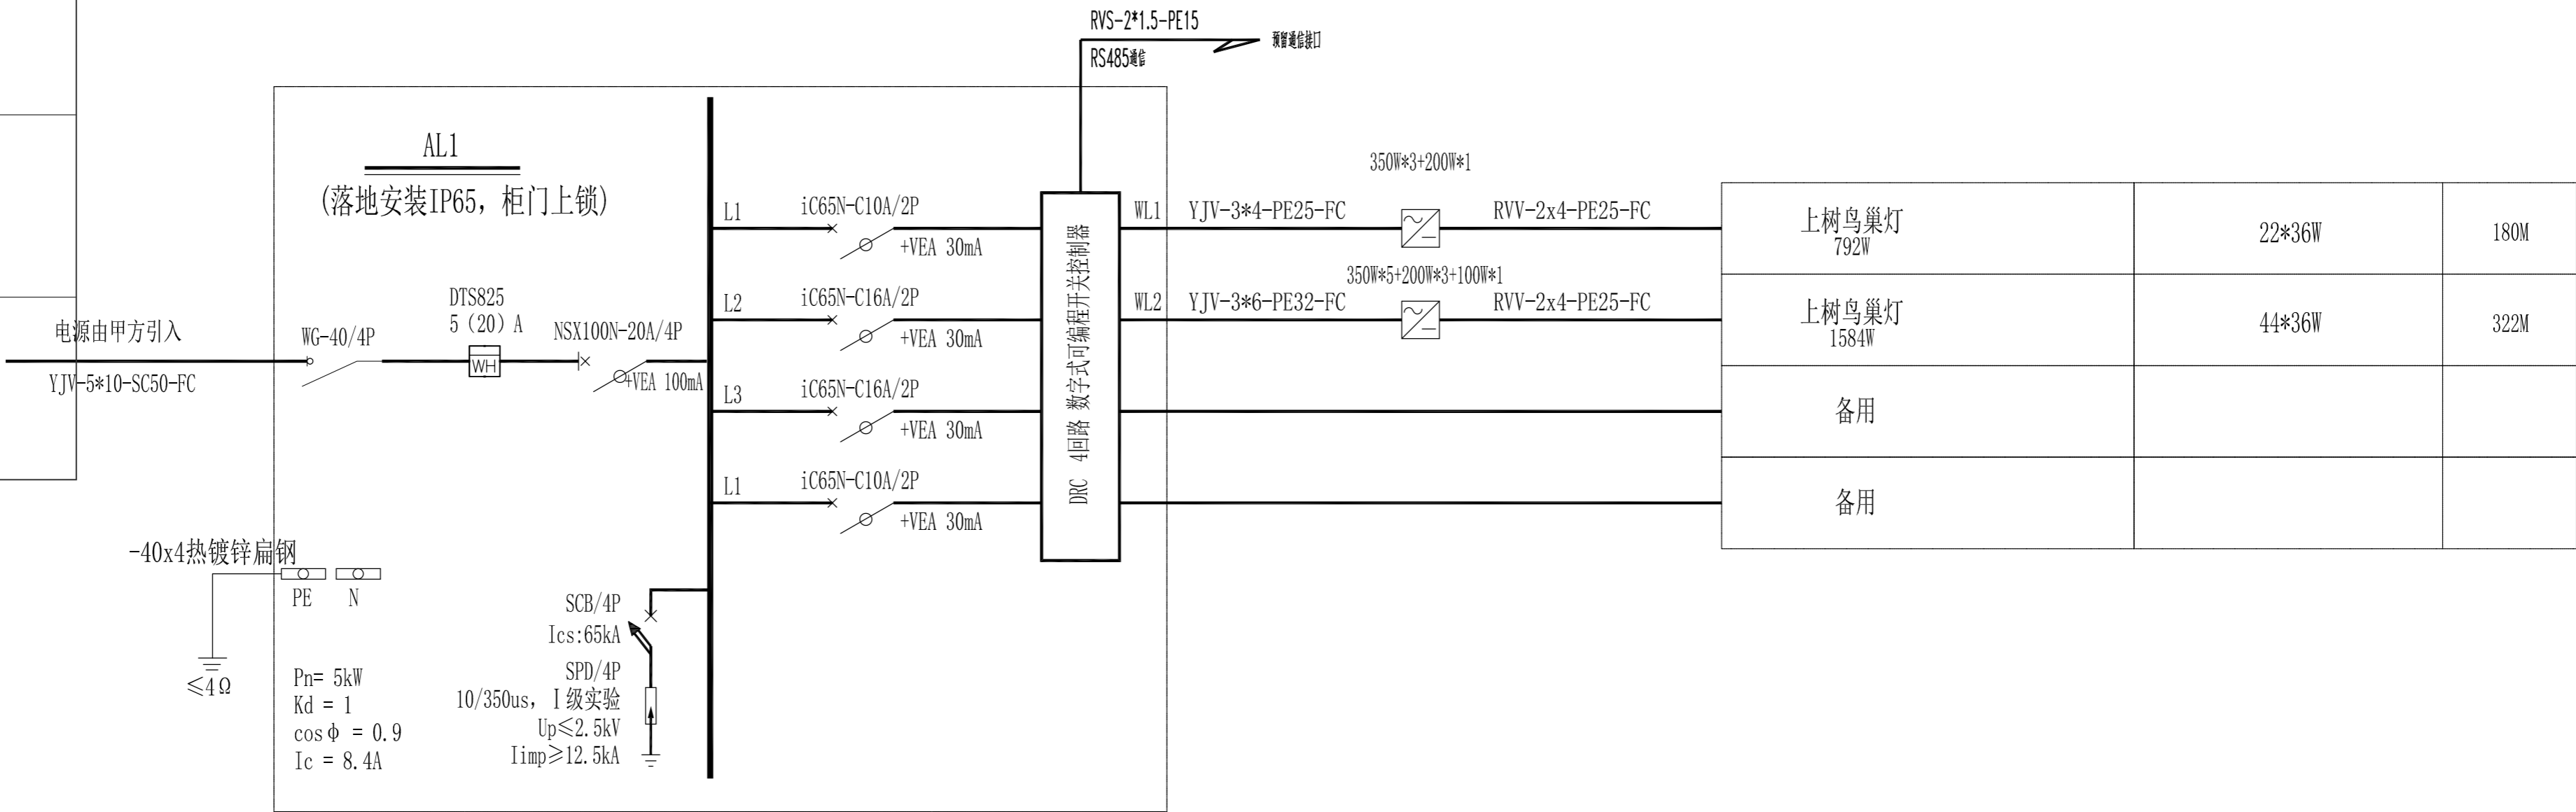 RVS-2*1.5-PE15
预留通信接口
RS485通信
AL1
(落地安装IP65，柜门上锁)
电源由甲方引入
YJV-5*10-SC50-FC
WG-40/4P
DTS825
5（20）A
WH
NSX100N-20A/4P
+VEA 100mA
L1
iC65N-C10A/2P
+VEA 30mA
L2
iC65N-C16A/2P
+VEA 30mA
L3
iC65N-C16A/2P
+VEA 30mA
L1
iC65N-C10A/2P
+VEA 30mA
DRC 4回路 数字式可编程开关控制器
350W*3+200W*1
WL1
YJV-3*4-PE25-FC
RVV-2x4-PE25-FC
上树鸟巢灯
792W
22*36W
180M
350W*5+200W*3+100W*1
WL2
YJV-3*6-PE32-FC
RVV-2x4-PE25-FC
上树鸟巢灯
1584W
44*36W
322M
备用
备用
-40x4热镀锌扁钢
PE
N
≤4Ω
Pn= 5kW
Kd = 1
cosφ = 0.9
Ic = 8.4A
SCB/4P
Ics:65kA
SPD/4P
10/350us，Ⅰ级实验
Up≤2.5kV
Iimp≥12.5kA